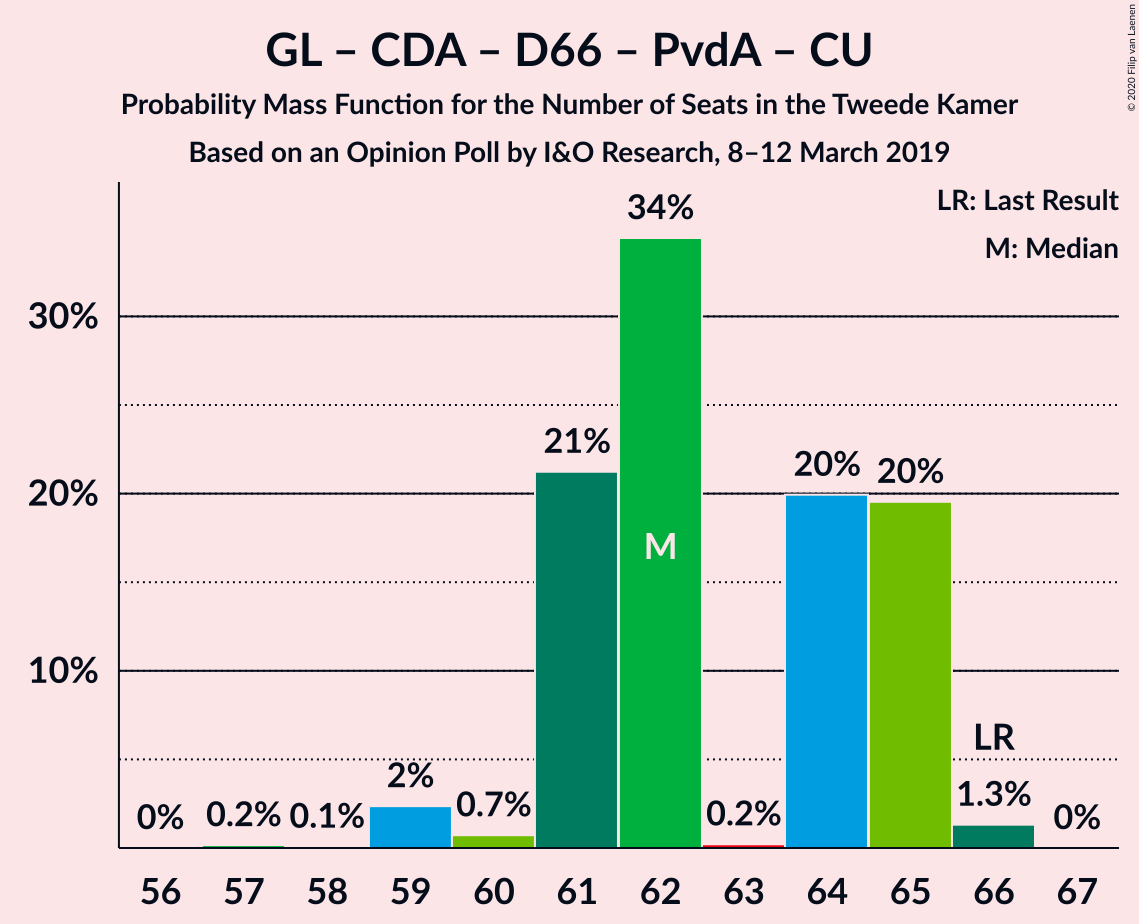 © 2020 Filip van Laenen
GL – CDA – D66 – PvdA – CU
Probability Mass Function for the Number of Seats in the Tweede Kamer
Based on an Opinion Poll by I&O Research, 8–12 March 2019
LR: Last Result
M: Median
30%
20%
10%
0%
0.2%
0.1%
2%
0.7%
21%
34%
M
0.2%
20%
20%
LR
1.3%
0%
56 57 58 59 60 61 62 63 64 65 66 67